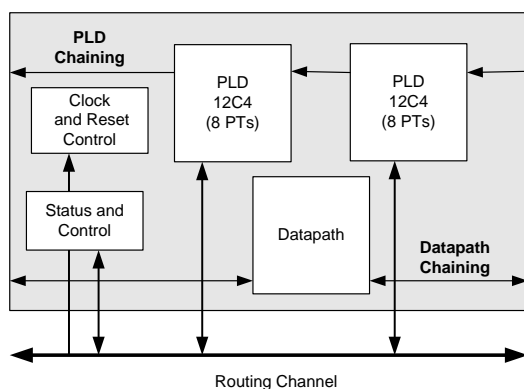 PLD
Chaining
PLD
12C4
(8 PTs)
PLD
12C4
(8 PTs)
Clock
and Reset
Control
Status and
Control
Datapath
Datapath
Chaining
Routing Channel